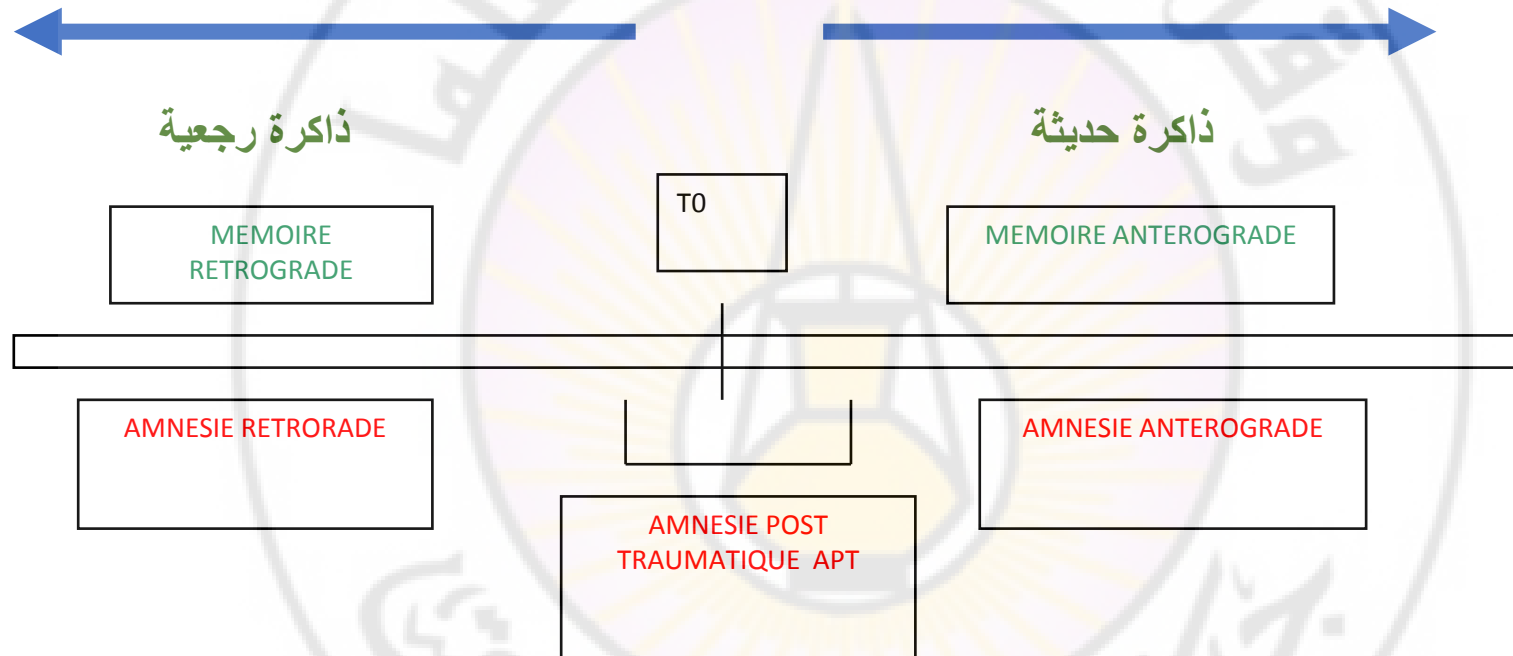 ذاكرة رجعية
ذاكرة حديثة
T0
MEMOIRE
RETROGRADE
MEMOIRE ANTEROGRADE
AMNESIE RETRORADE
AMNESIE ANTEROGRADE
AMNESIE POST
TRAUMATIQUE APT